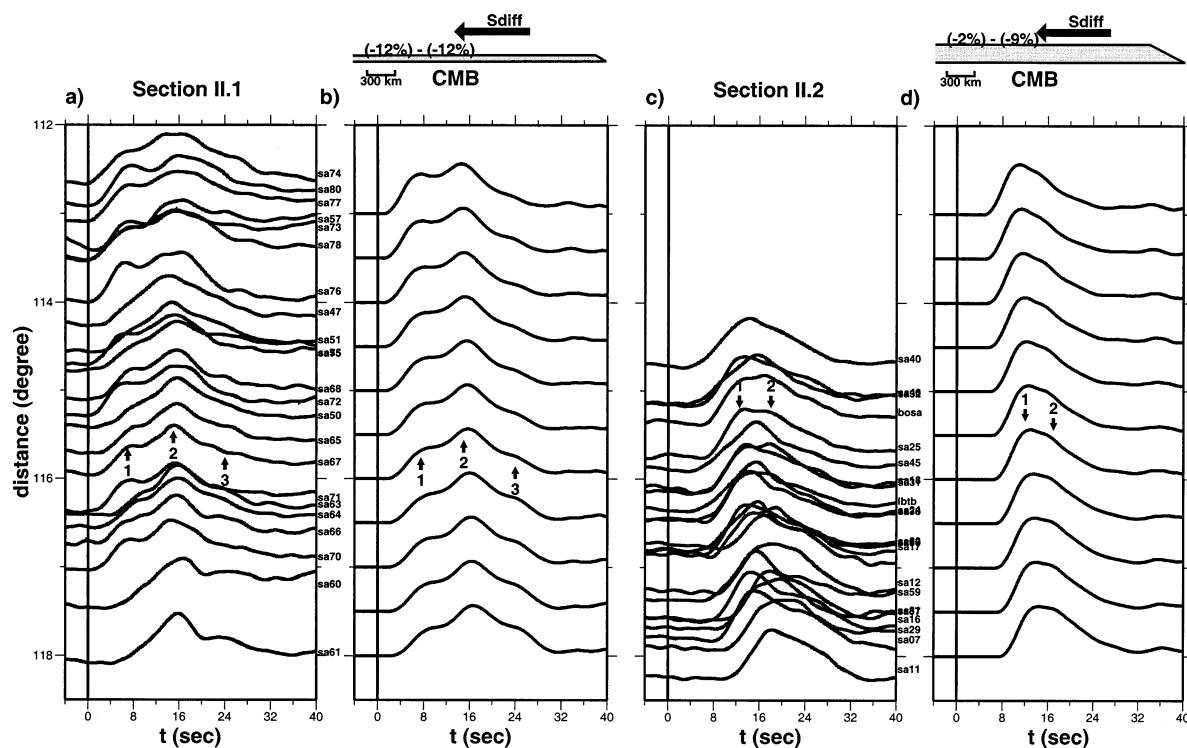 Sdiff
(-12%) - (-12%)
300 km
CMB
Sdiff
(-2%) - (-9%)
300 km
CMB
a)
Section II.1
b)
c)
Section II.2
d)
distance (degree)
112
114
116
118
sa74
sa80
sa77
sa57
sa73
sa78
sa76
sa47
sa51
sa68
sa72
sa50
sa65
sa67
sa71
sa63
sa64
sa66
sa70
sa60
sa61
1
2
3
1
2
3
sa40
bosa
sa25
sa45
lbtb
sa17
sa12
sa59
sa16
sa29
sa07
sa11
1
2
1
2
0 8 16 24 32 40
0 8 16 24 32 40
0 8 16 24 32 40
0 8 16 24 32 40
t (sec)
t (sec)
t (sec)
t (sec)